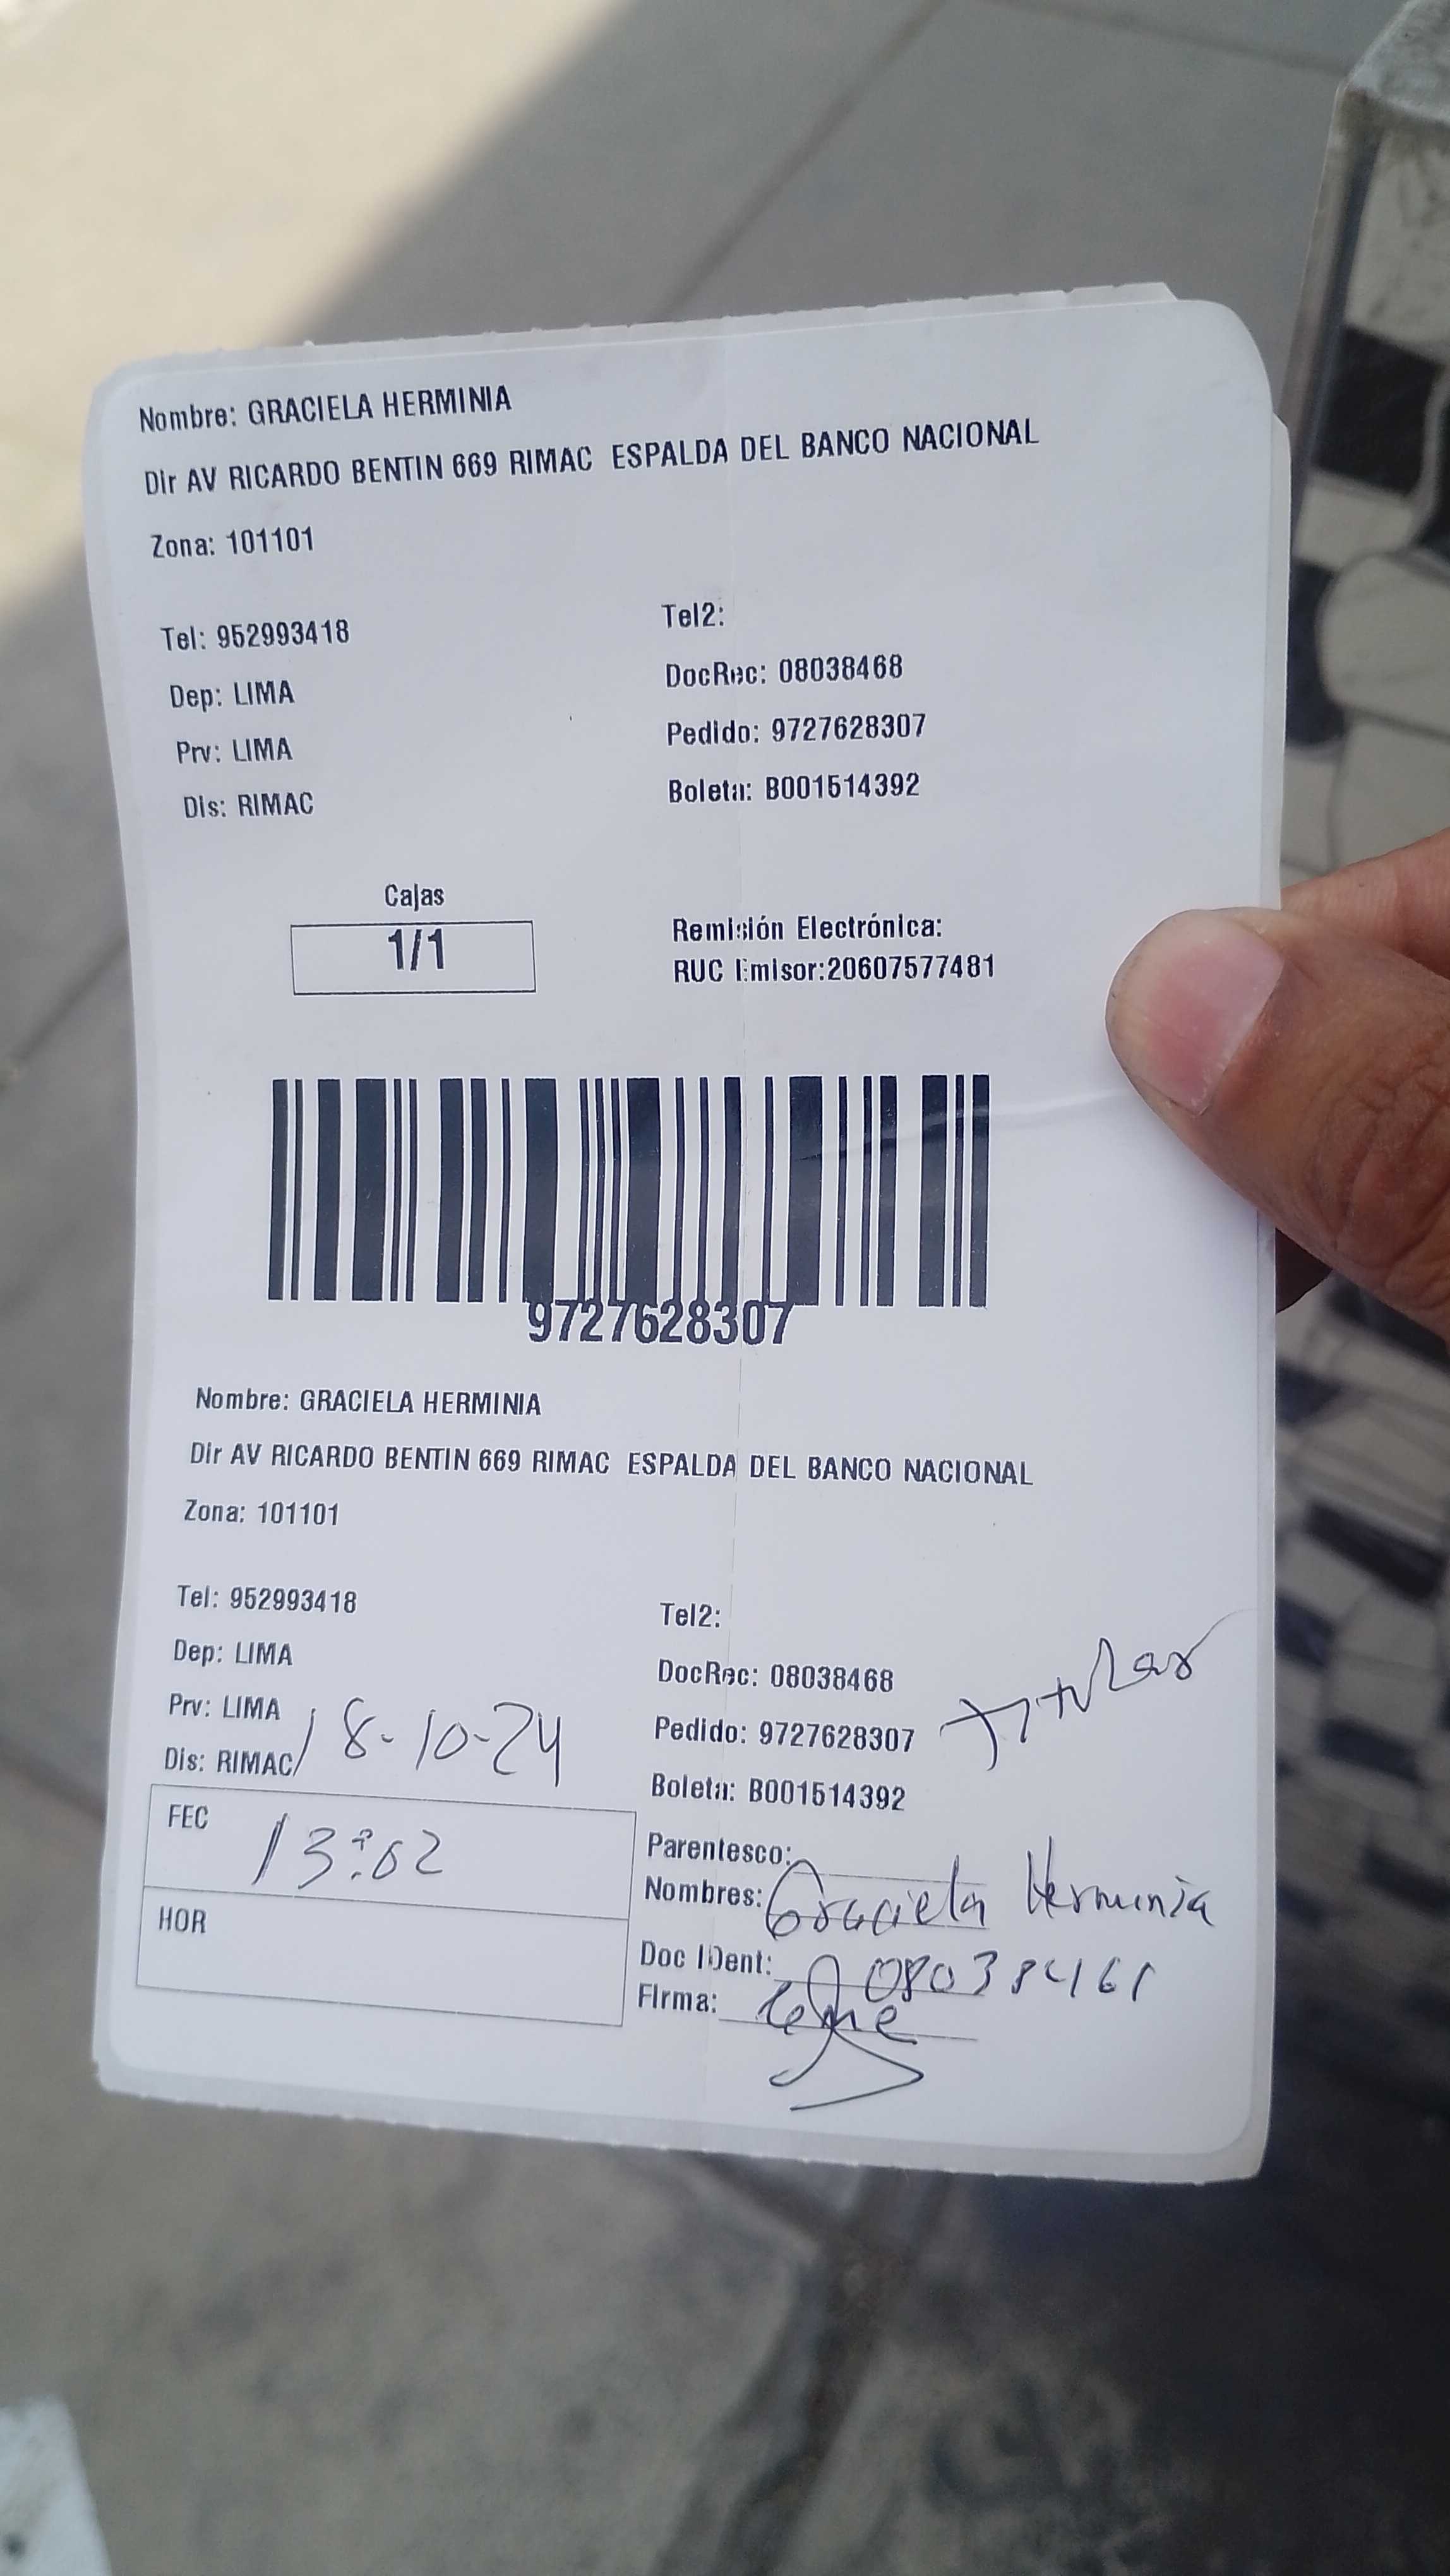 Nombre: GRACIELA HERMINIA
Dir AV RICARDO BENTIN 669 RIMAC ESPALDA DEL BANCO NACIONAL
Zona: 101101
Tel: 952993418
Tel2:
Dep: LIMA
DocRec: 08038468
Prv: LIMA
Pedido: 9727628307
Dis: RIMAC
Boleta: B001514392
Cajas
1/1
Remisión Electrónica:
RUC Emisor:20607577481
9727628307
Nombre: GRACIELA HERMINIA
Dir AV RICARDO BENTIN 669 RIMAC ESPALDA DEL BANCO NACIONAL
Zona: 101101
Tel: 952993418
Tel2:
Dep: LIMA
DocRec: 08038468
Prv: LIMA
Pedido: 9727628307
Titular
Dis: RIMAC
18-10-24
Boleta: B001514392
FEC 13:02
HOR
Parentesco:
Nombres: Graciela Herminia
Doc IDent:
Firma: